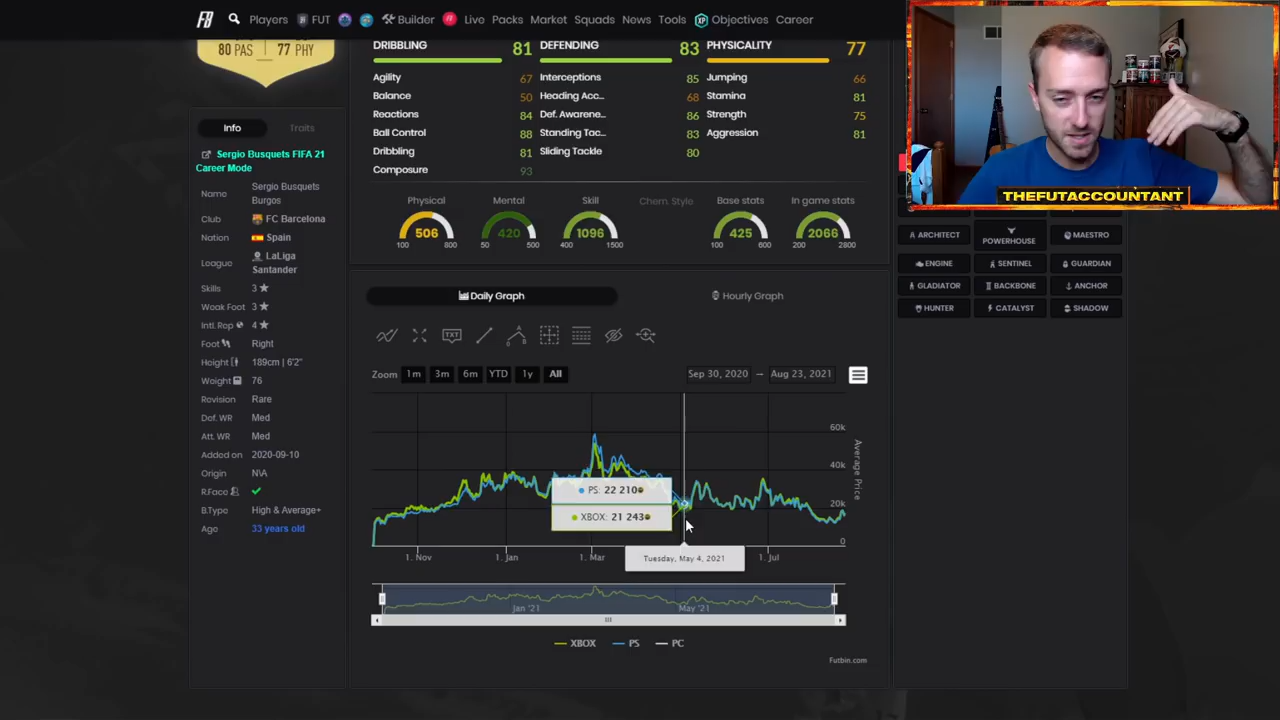 F8 Players FUT Builder Live Packs Market Squads News Tools XP Objectives Career
80 PAS 77 PHY
DRIBBLING 81 DEFENDING 83 PHYSICALITY 77
Agility 67 Interceptions 85 Jumping 66
Balance 50 Heading Acc... 68 Stamina 81
Reactions 84 Def. Awarene... 86 Strength 75
Ball Control 88 Standing Tac... 83 Aggression 81
Dribbling 81 Sliding Tackle 80
Composure 93
Info Traits
Sergio Busquets FIFA 21
Career Mode
Name Sergio Busquets
Burgos
Club FC Barcelona
Nation Spain
League LaLiga
Santander
Skills 3
Weak Foot 3
Intl. Rep 4
Foot Right
Height 189cm | 6'2"
Weight 76
Revision Rare
Def. WR Med
Att. WR Med
Added on 2020-09-10
Origin N\A
R.Face
B.Type High & Average+
Age 33 years old
Physical Mental Skill Chem. Style Base stats In game stats
506 420 1096 425 2066
100 800 50 500 400 1500 100 600 200 2800
Daily Graph Hourly Graph
TXT
Zoom 1m 3m 6m YTD 1y All Sep 30, 2020 → Aug 23, 2021
60k
40k
20k
0
Average Price
PS: 22 210
XBOX: 21 243
1. Nov 1. Jan 1. Mar 1. Jul
Tuesday, May 4, 2021
Jan '21 May '21
XBOX PS PC
Futbin.com
THEFUTACCOUNTANT
ARCHITECT POWERHOUSE MAESTRO
ENGINE SENTINEL GUARDIAN
GLADIATOR BACKBONE ANCHOR
HUNTER CATALYST SHADOW